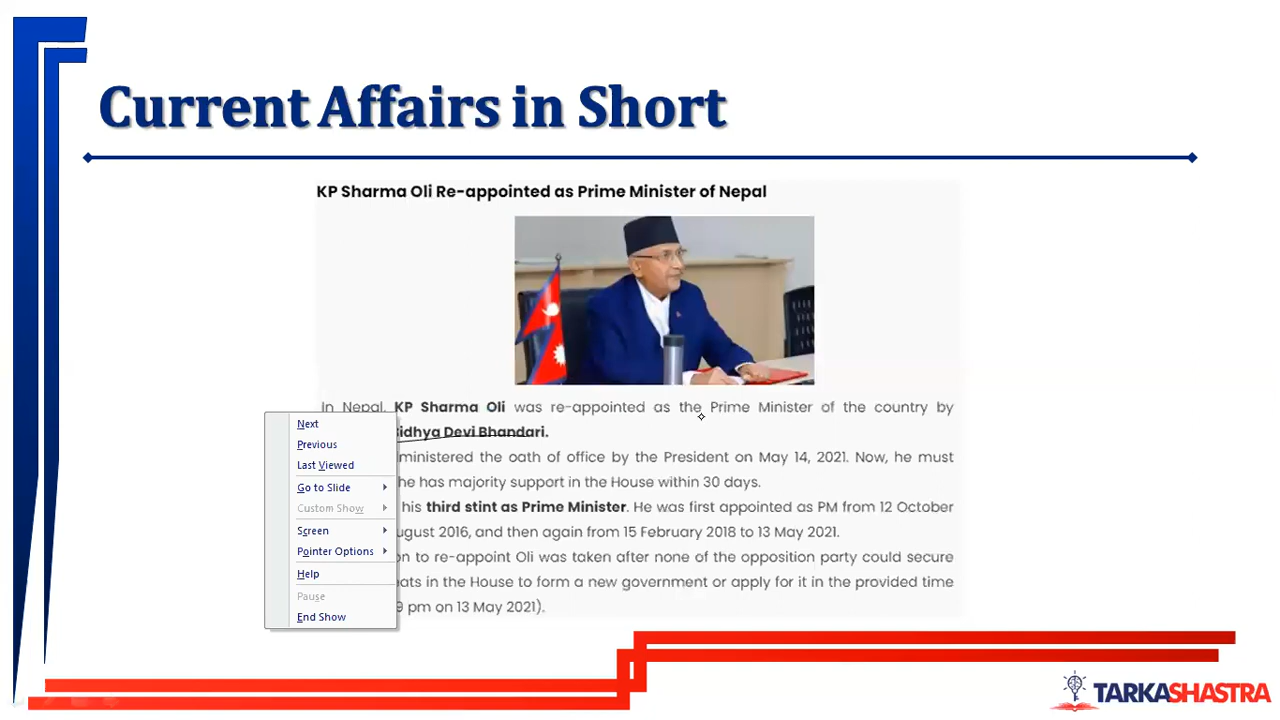 Current Affairs in Short
KP Sharma Oli Re-appointed as Prime Minister of Nepal
In Nepal, KP Sharma Oli was re-appointed as the Prime Minister of the country by
Bidhya Devi Bhandari.
ministered the oath of office by the President on May 14, 2021. Now, he must
he has majority support in the House within 30 days.
his third stint as Prime Minister. He was first appointed as PM from 12 October
ugust 2016, and then again from 15 February 2018 to 13 May 2021.
on to re-appoint Oli was taken after none of the opposition party could secure
ats in the House to form a new government or apply for it in the provided time
9 pm on 13 May 2021).
Next
Previous
Last Viewed
Go to Slide
Custom Show
Screen
Pointer Options
Help
Pause
End Show
TARKASHASTRA